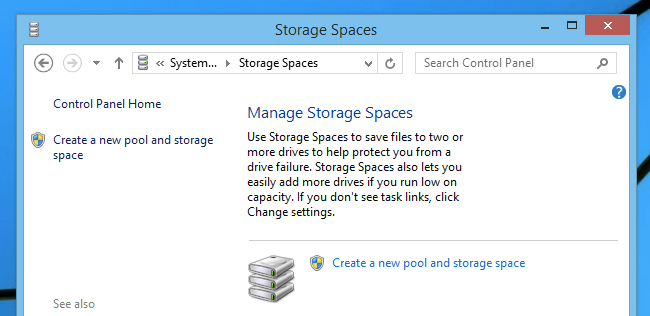 Storage Spaces
« System... Storage Spaces
Search Control Panel
?
Control Panel Home
Create a new pool and storage
space
Manage Storage Spaces
Use Storage Spaces to save files to two or
more drives to help protect you from a
drive failure. Storage Spaces also lets you
easily add more drives if you run low on
capacity. If you don't see task links, click
Change settings.
Create a new pool and storage space
See also